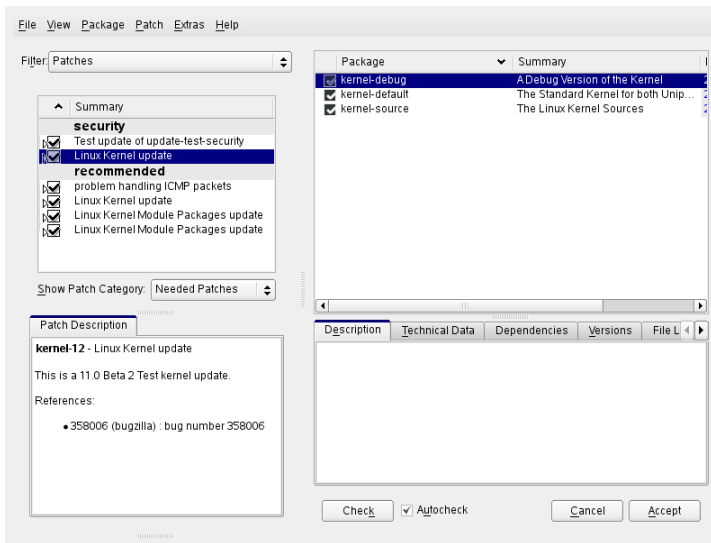 File View Package Patch Extras Help
Filter: Patches
Summary
security
Test update of update-test-security
Linux Kernel update
recommended
problem handling ICMP packets
Linux Kernel update
Linux Kernel Module Packages update
Linux Kernel Module Packages update
Show Patch Category: Needed Patches
Patch Description
kernel-12 - Linux Kernel update
This is a 11.0 Beta 2 Test kernel update.
References:
• 358006 (bugzilla) : bug number 358006
Package Summary
kernel-debug A Debug Version of the Kernel
kernel-default The Standard Kernel for both Unip...
kernel-source The Linux Kernel Sources
Description Technical Data Dependencies Versions File L
Check Autocheck Cancel Accept